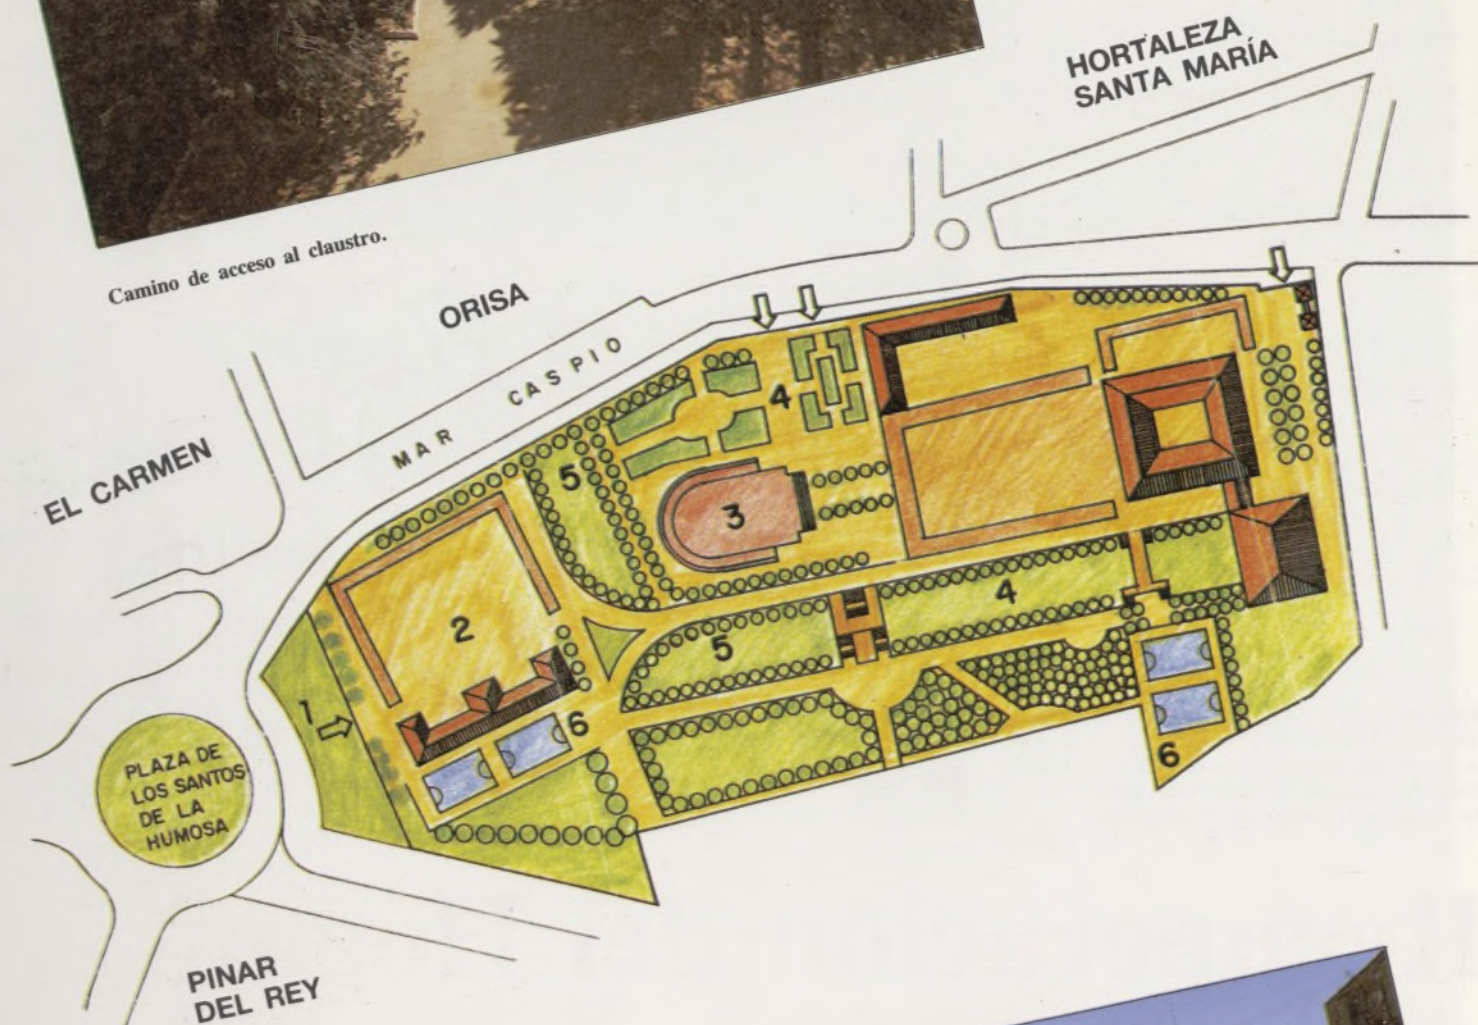 HORTALEZA
SANTA MARÍA
Camino de acceso al claustro.
ORISA
MAR CASPIO
EL CARMEN
4
5
3
2
4
5
1
6
6
PLAZA DE
LOS SANTOS
DE LA
HUMOSA
PINAR
DEL REY